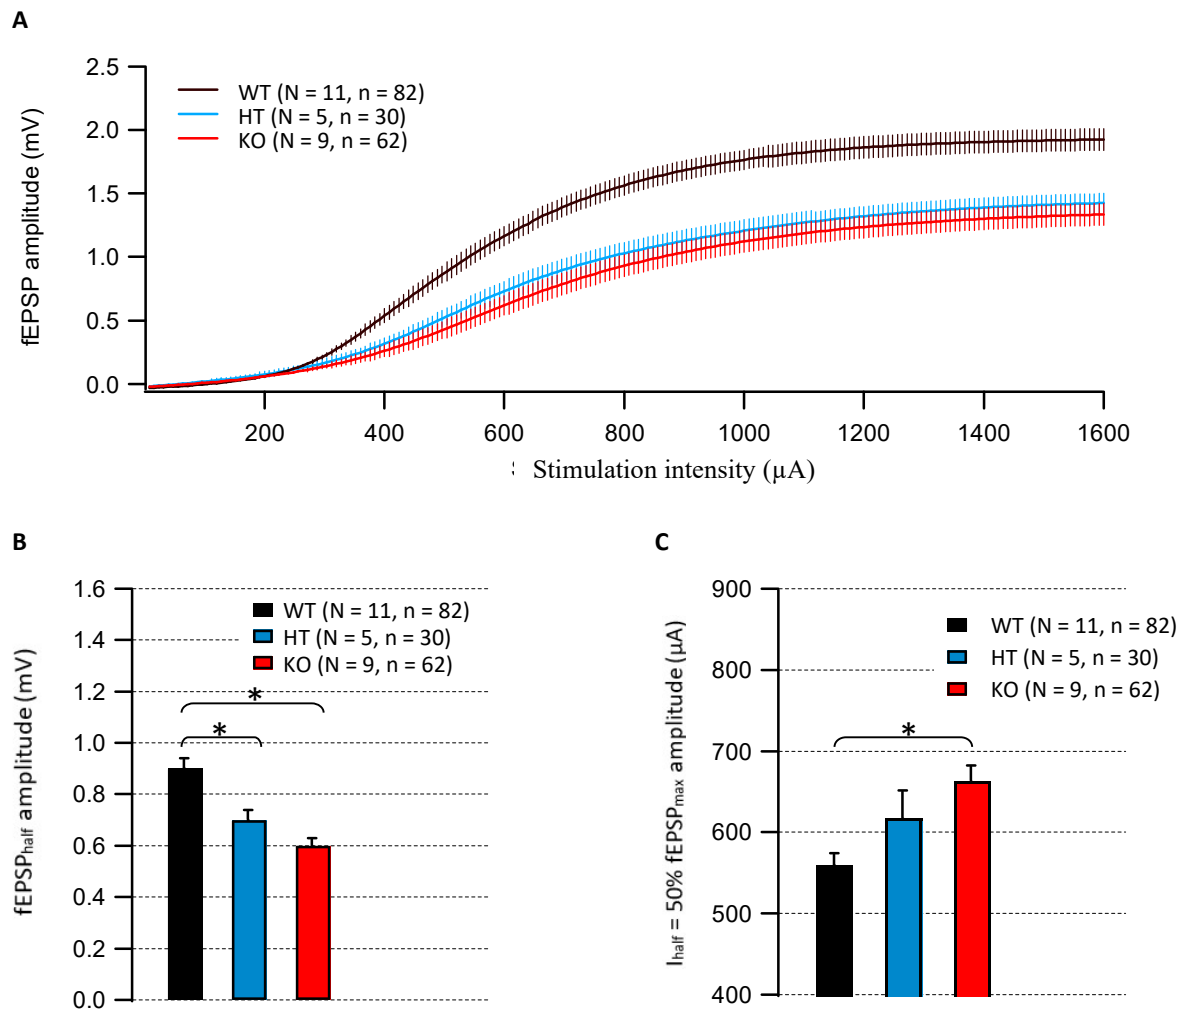 A
2.5
2.0
1.5
1.0
0.5
0.0
fEPSP amplitude (mV)
WT (N = 11, n = 82)
HT (N = 5, n = 30)
KO (N = 9, n = 62)
200 400 600 800 1000 1200 1400 1600
Stimulation intensity (µA)
B
1.6
1.4
1.2
1.0
0.8
0.6
0.4
0.2
0.0
fEPSPhalf amplitude (mV)
WT (N = 11, n = 82)
HT (N = 5, n = 30)
KO (N = 9, n = 62)
*
*
C
900
800
700
600
500
400
Ihalf = 50% fEPSPmax amplitude (µA)
WT (N = 11, n = 82)
HT (N = 5, n = 30)
KO (N = 9, n = 62)
*